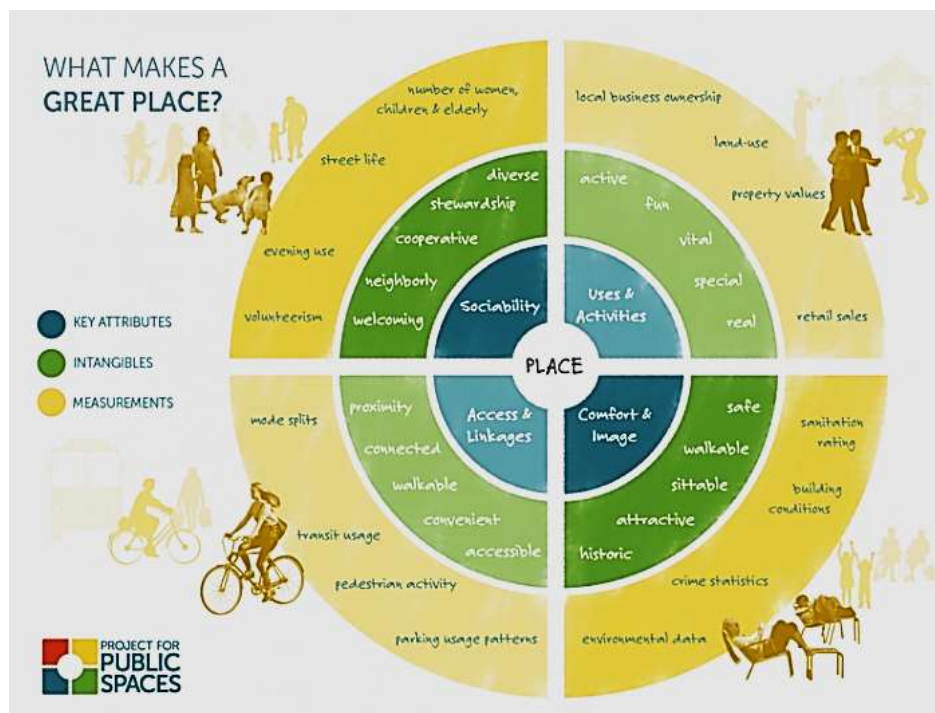 WHAT MAKES A
GREAT PLACE?
KEY ATTRIBUTES
INTANGIBLES
MEASUREMENTS
number of women,
children & elderly
street life
evening use
volunteerism
diverse
stewardship
cooperative
neighborly
welcoming
Sociability
local business ownership
land-use
property values
retail sales
active
fun
vital
special
real
Uses &
Activities
PLACE
mode splits
transit usage
pedestrian activity
parking usage patterns
proximity
connected
walkable
convenient
accessible
Access &
Linkages
Comfort &
Image
safe
walkable
sittable
attractive
historic
sanitation
rating
building
conditions
crime statistics
environmental data
PROJECT FOR
PUBLIC
SPACES